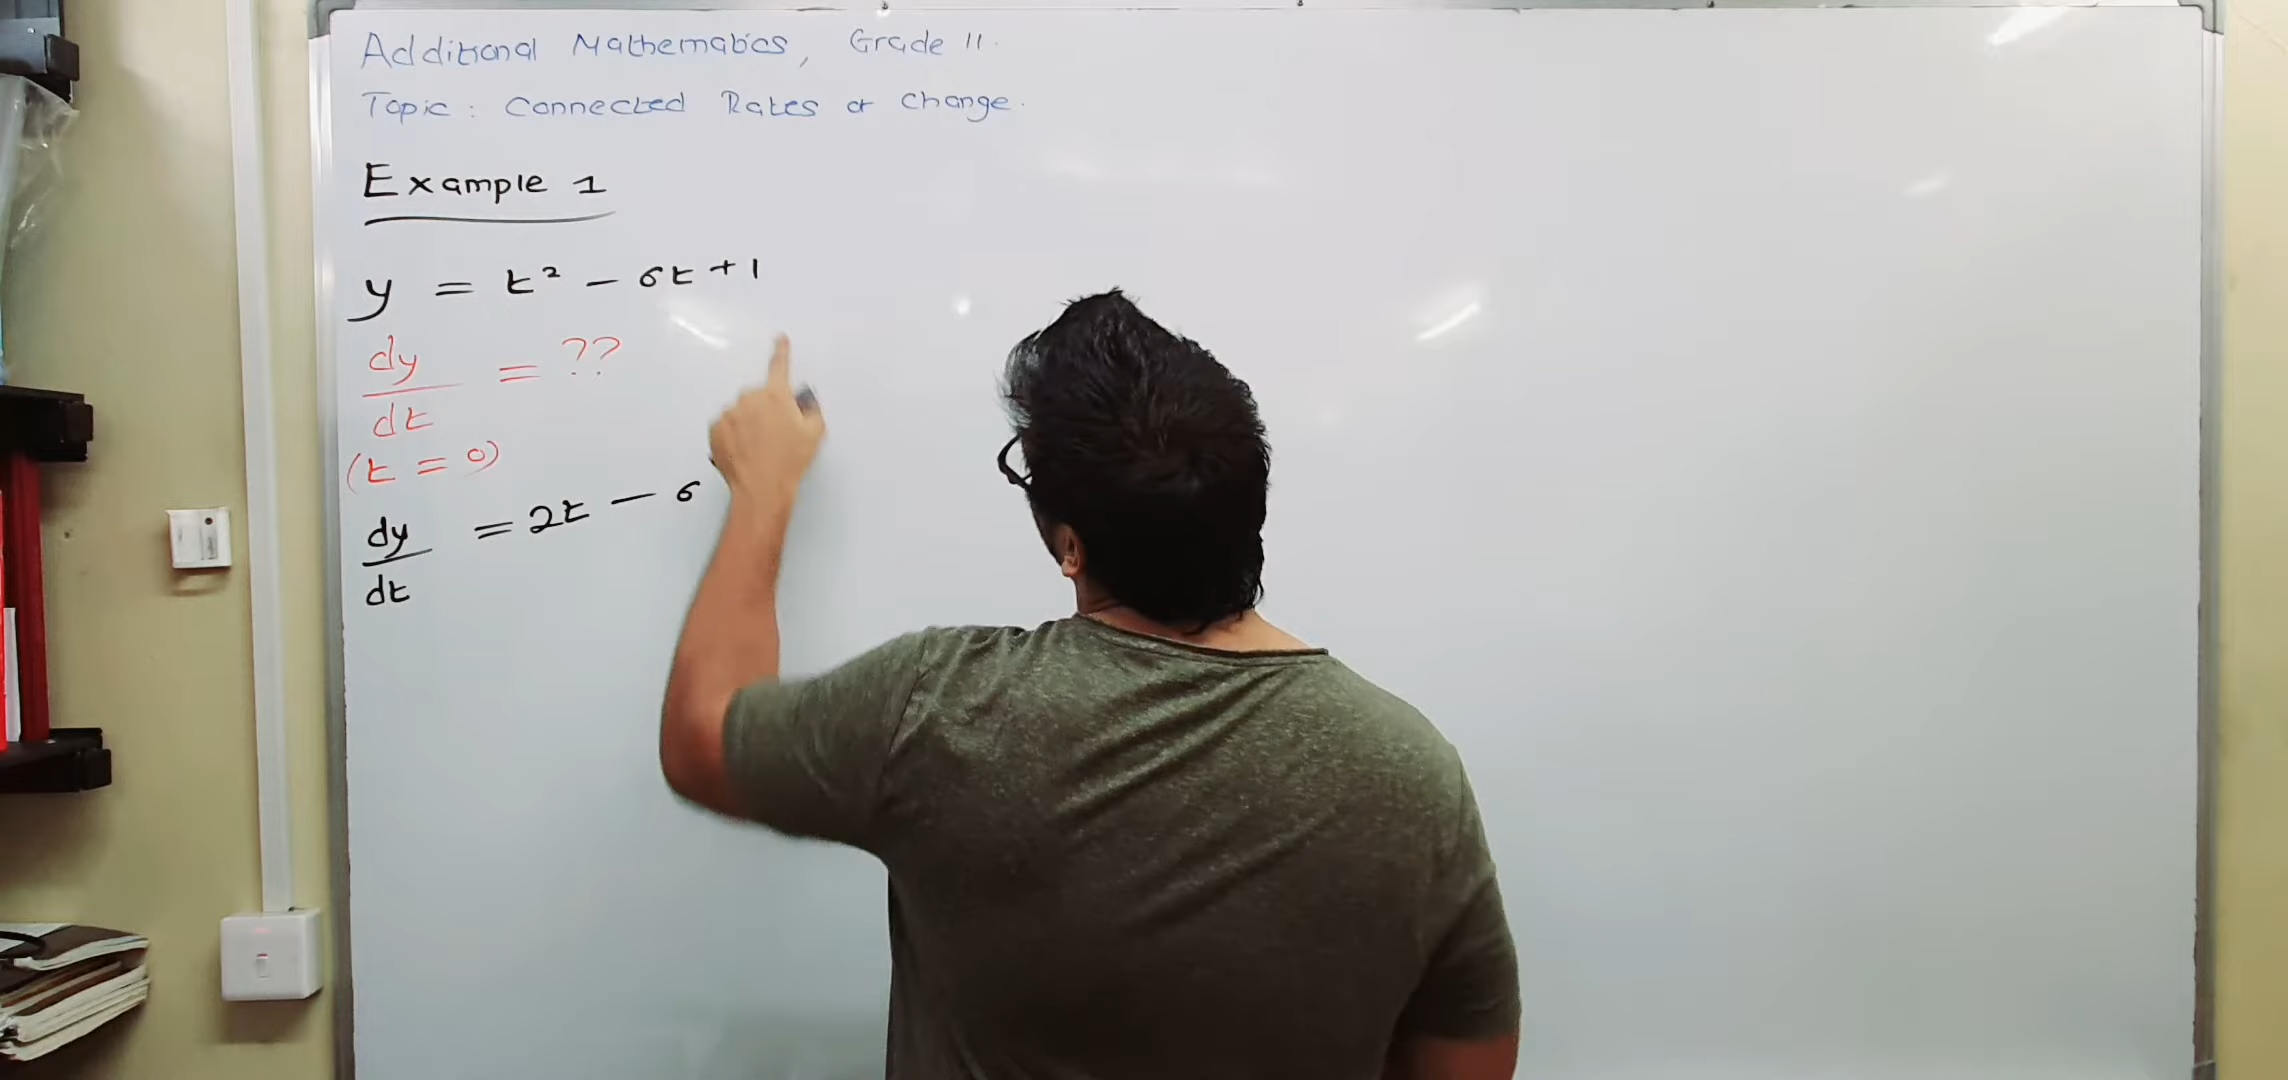 Additional Mathematics, Grade 11.
Topic : Connected Rates of Change.
Example 1
y = t² - 6t + 1
dy/dt = ??
(t = 0)
dy/dt = 2t - 6